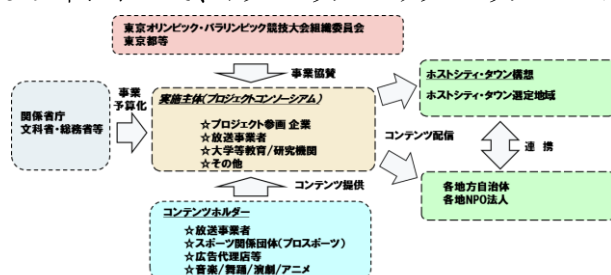 東京オリンピック・パラリンピック競技大会組織委員会
東京都等
事業協賛
事業
予算化
関係省庁
文科省・総務省等
実施主体(プロジェクトコンソーシアム)
☆プロジェクト参画 企業
☆放送事業者
☆大学等教育/研究機関
☆その他
ホストシティ・タウン構想
ホストシティ・タウン選定地域
コンテンツ配信
連 携
各地方自治体
各地NPO法人
コンテンツ提供
コンテンツホルダー
☆放送事業者
☆スポーツ関係団体(プロスポーツ)
☆広告代理店等
☆音楽/舞踊/演劇/アニメ